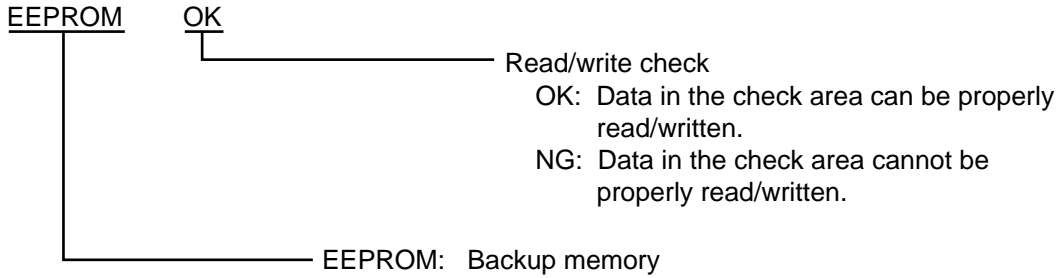 EEPROM OK
Read/write check
OK: Data in the check area can be properly
read/written.
NG: Data in the check area cannot be
properly read/written.
EEPROM: Backup memory